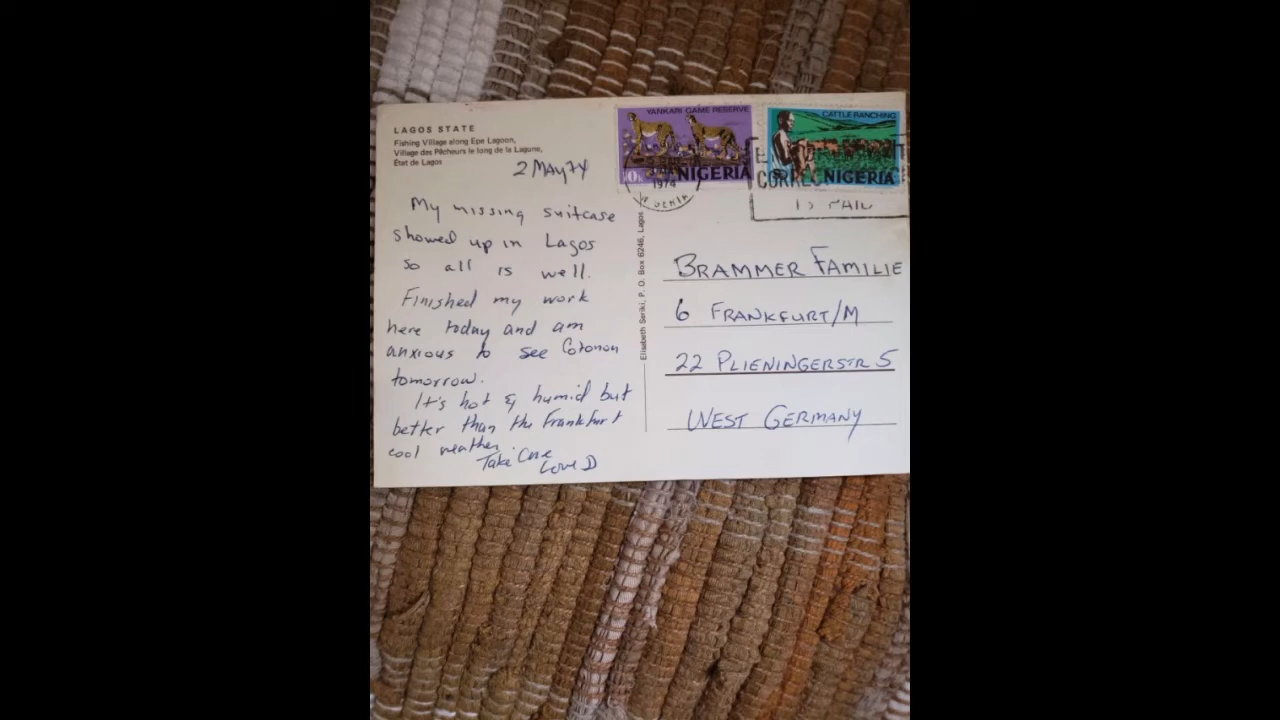 LAGOS STATE
Fishing Village along Epe Lagoon,
Village des Pêcheurs le long de la Lagune,
État de Lagos
2 MAY 74
My missing suitcase
showed up in Lagos
so all is well.
Finished my work
here today and am
anxious to see Cotonou
tomorrow.
It's hot & humid but
better than the Frankfurt
cool weather.
Take Care
Love D
Elisabeth Seriki, P. O. Box 6246, Lagos
YANKARI GAME RESERVE
10k NIGERIA
CATTLE RANCHING
NIGERIA
1974
PAID
BRAMMER FAMILIE
6 FRANKFURT/M
22 PLIENINGERSTR 5
WEST GERMANY